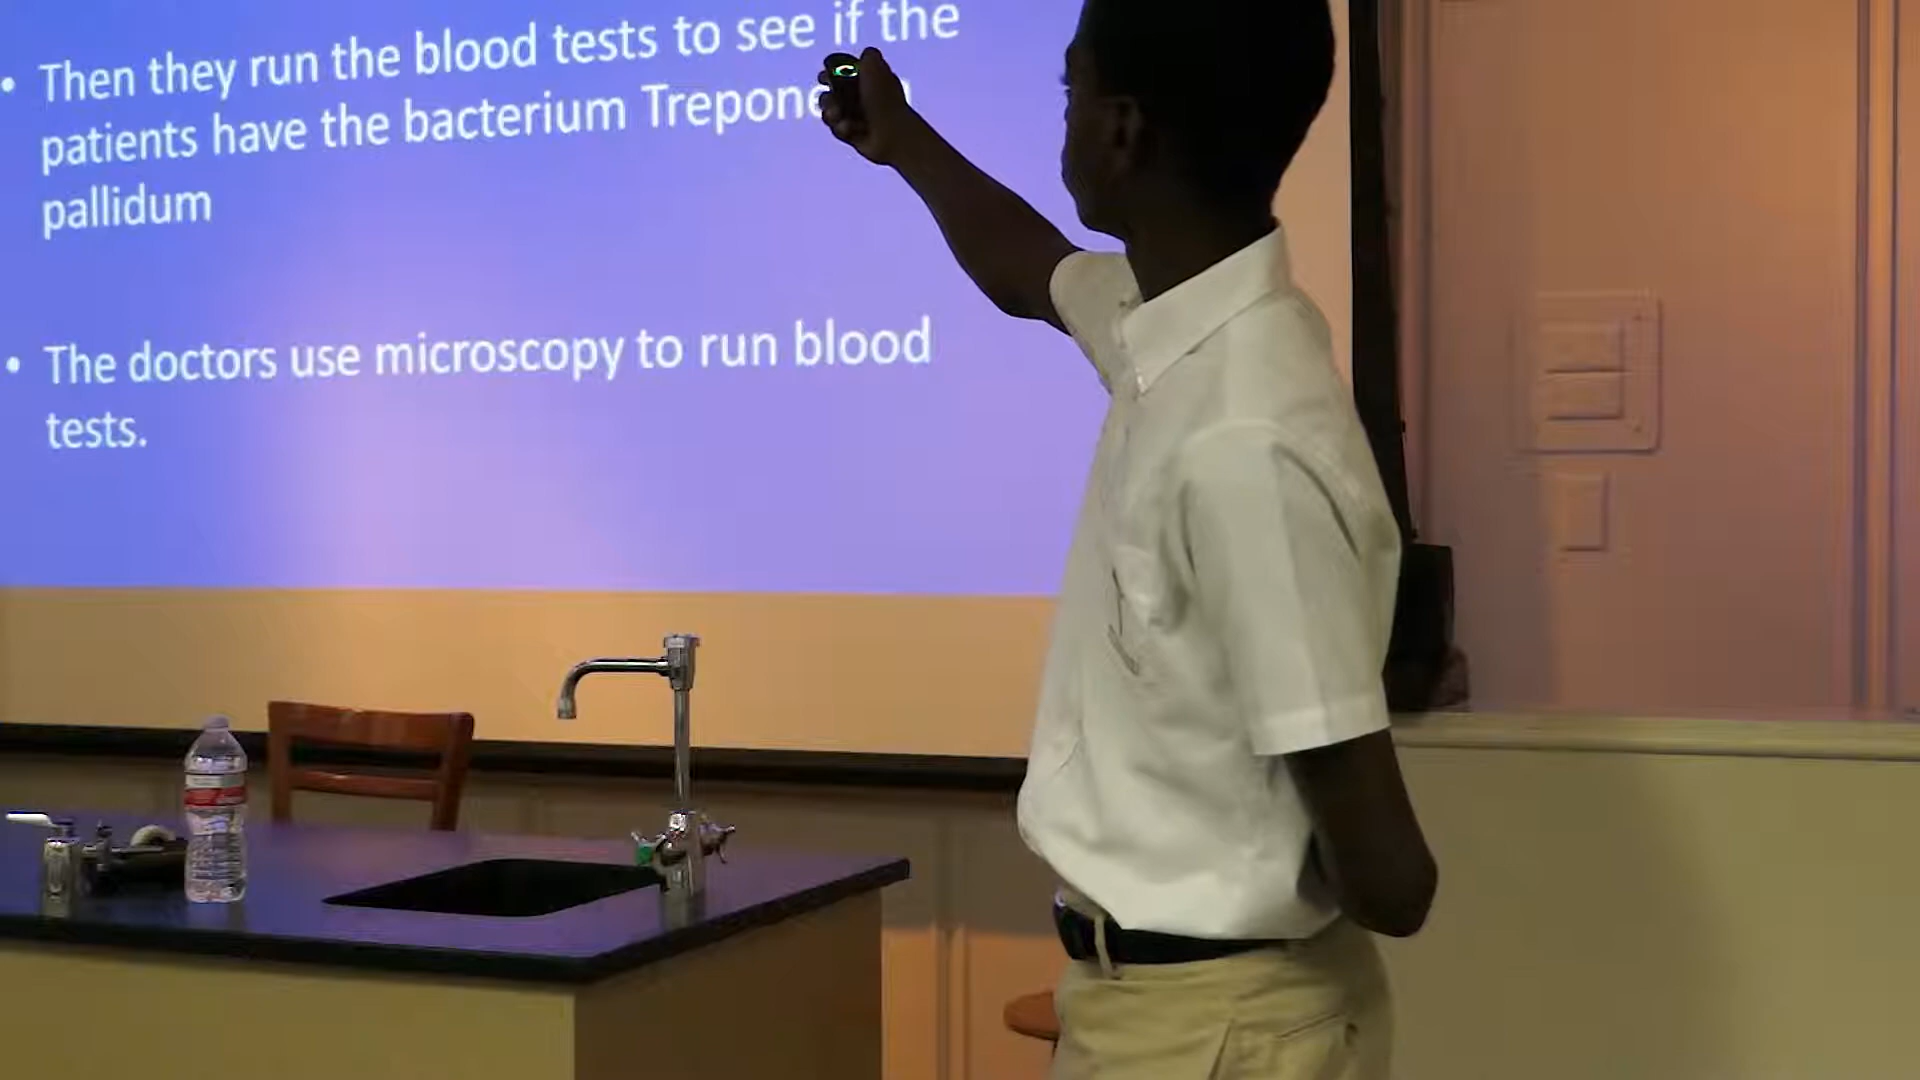 • Then they run the blood tests to see if the
patients have the bacterium
pallidum
• The doctors use microscopy to run blood
tests.